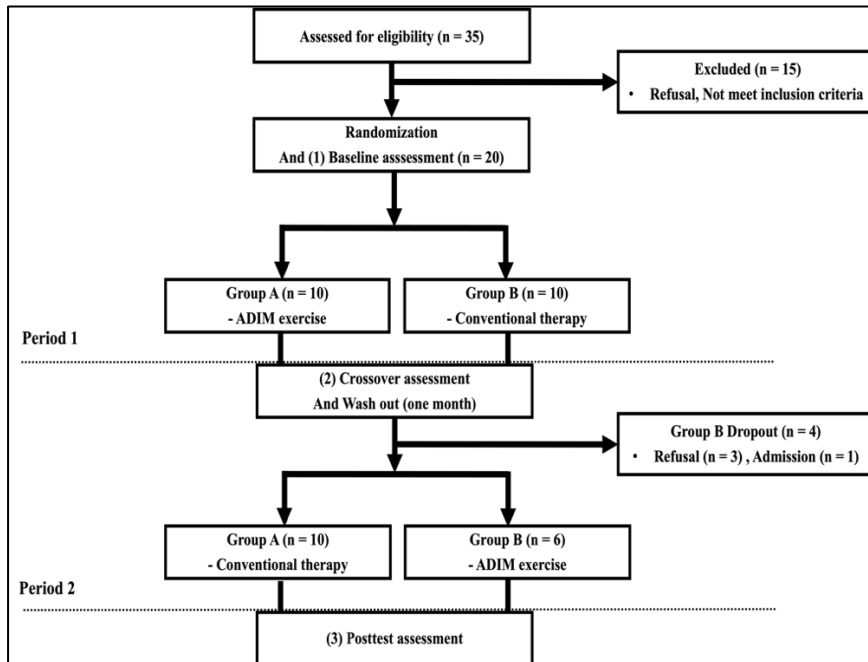 Assessed for eligibility (n = 35)
Excluded (n = 15)
• Refusal, Not meet inclusion criteria
Randomization
And (1) Baseline asssessment (n = 20)
Group A (n = 10)
- ADIM exercise
Group B (n = 10)
- Conventional therapy
Period 1
(2) Crossover assessment
And Wash out (one month)
Group B Dropout (n = 4)
• Refusal (n = 3) , Admission (n = 1)
Group A (n = 10)
- Conventional therapy
Group B (n = 6)
- ADIM exercise
Period 2
(3) Posttest assessment